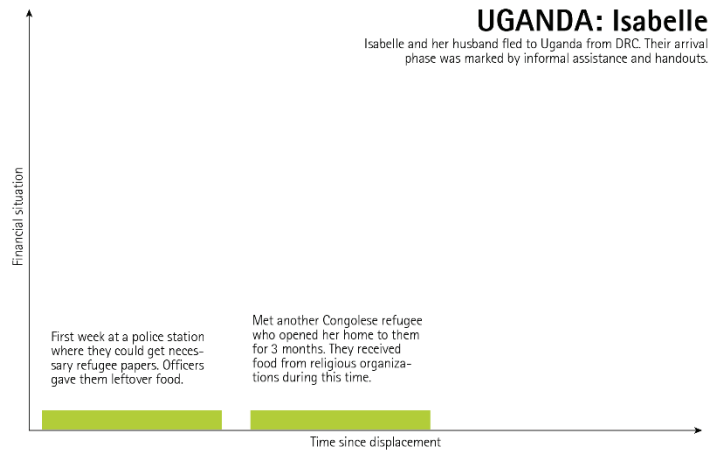 UGANDA: Isabelle
Isabelle and her husband fled to Uganda from DRC. Their arrival
phase was marked by informal assistance and handouts.
Financial situation
First week at a police station
where they could get neces-
sary refugee papers. Officers
gave them leftover food.
Met another Congolese refugee
who opened her home to them
for 3 months. They received
food from religious organiza-
tions during this time.
Time since displacement